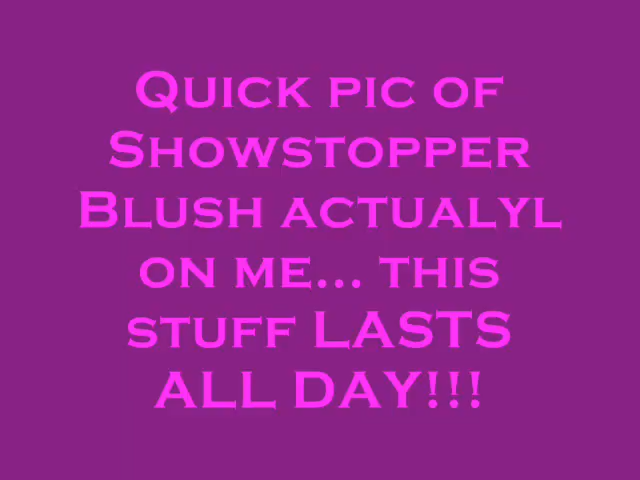 Quick pic of
Showstopper
Blush actualyl
on me... this
stuff LASTS
ALL DAY!!!